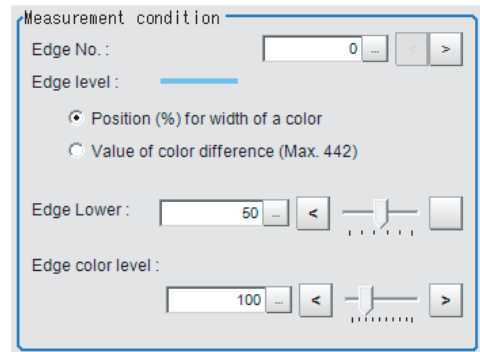 Measurement condition
Edge No. : 0 ... < >
Edge level :
Position (%) for width of a color
Value of color difference (Max. 442)
Edge Lower : 50 ... <
Edge color level :
100 ... < >